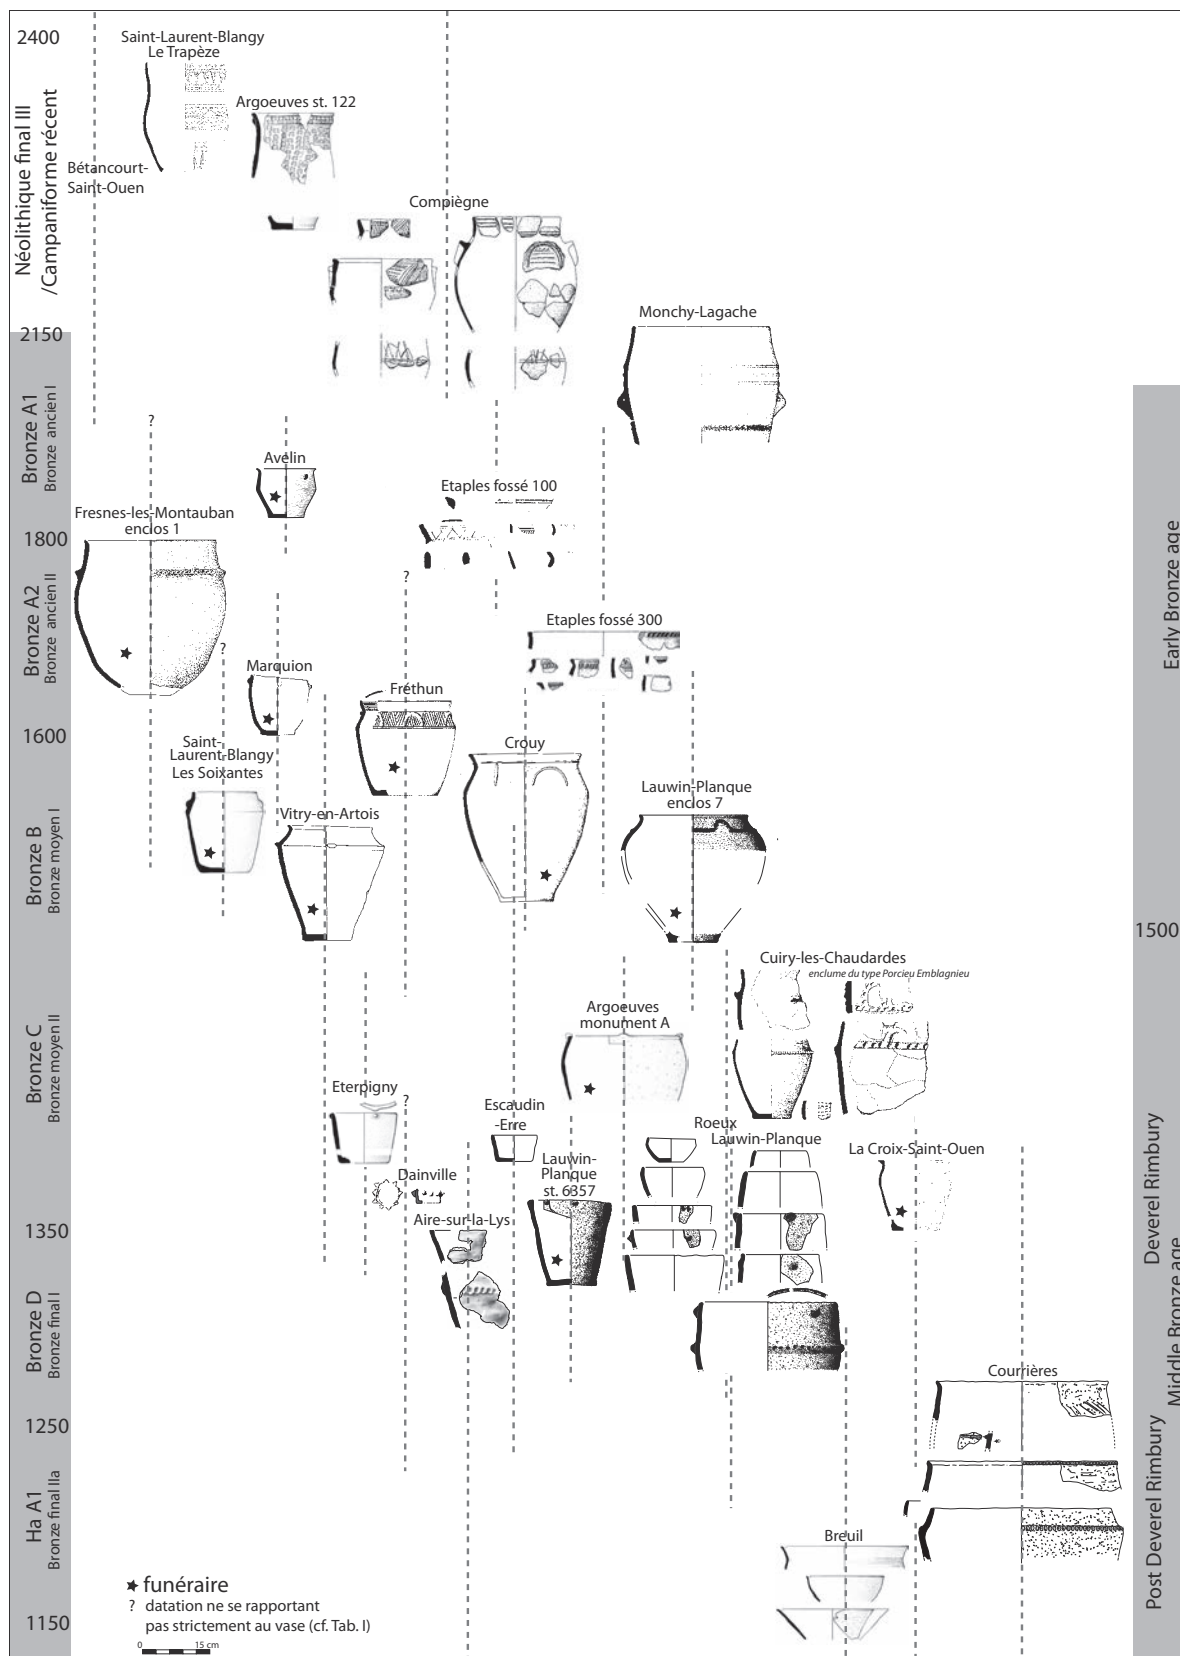 2400
Néolithique final III
/Campaniforme récent
2150
Bronze A1
Bronze ancien I
1800
Bronze A2
Bronze ancien II
1600
Bronze B
Bronze moyen I
Bronze C
Bronze moyen II
1350
Bronze D
Bronze final I
1250
Ha A1
Bronze final IIa
1150
Saint-Laurent-Blangy
Le Trapèze
Argoeuves st. 122
Bétancourt-
Saint-Ouen
Compiègne
Monchy-Lagache
?
Avelin
Etaples fossé 100
Fresnes-les-Montauban
enclos 1
?
Etaples fossé 300
?
Marquion
Fréthun
Saint-
Laurent-Blangy
Les Soixantes
Crouy
Lauwin-Planque
enclos 7
Vitry-en-Artois
Cuiry-les-Chaudardes
enclume du type Porcieu Emblagnieu
Argoeuves
monument A
Eterpigny
?
Escaudin
-Erre
Roeux
Lauwin-Planque
La Croix-Saint-Ouen
Lauwin-
Planque
st. 6357
Dainville
Aire-sur-la-Lys
Courrières
Breuil
funéraire
? datation ne se rapportant
pas strictement au vase (cf. Tab. I)
0 15 cm
Early Bronze age
1500
Deverel Rimbury
Middle Bronze age
Post Deverel Rimbury